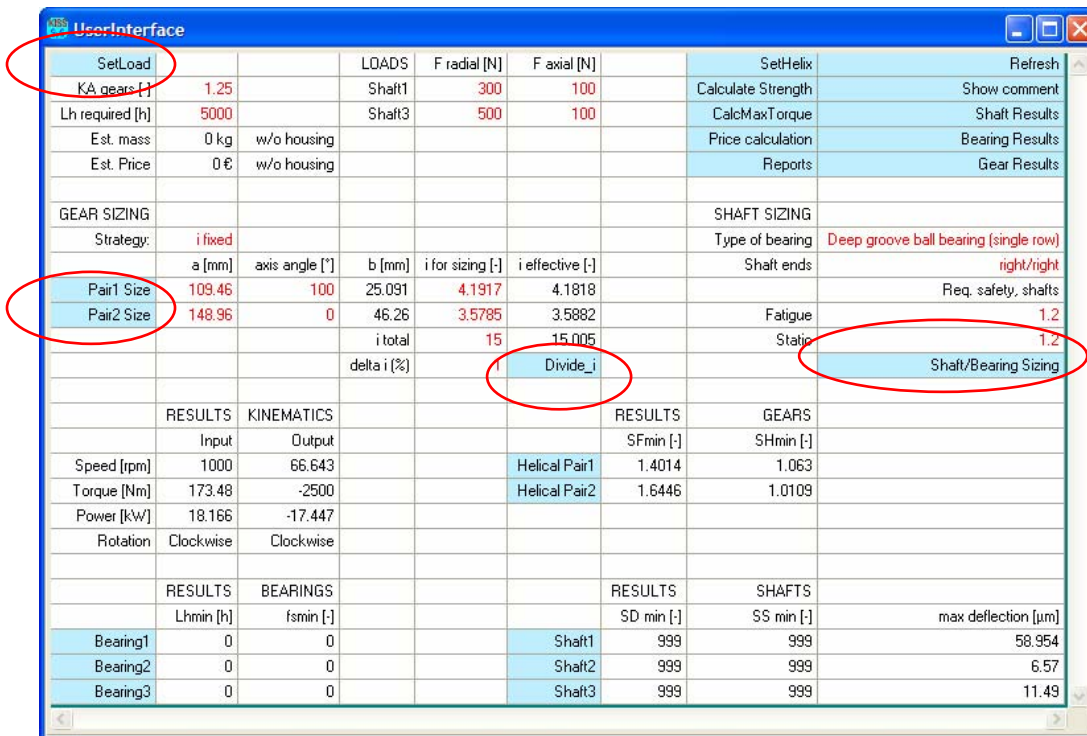 UserInterface
SetLoad LOADS F radial [N] F axial [N] SetHelix Refresh
KA gears [-] 1.25 Shaft1 300 100 Calculate Strength Show comment
Lh required [h] 5000 Shaft3 500 100 CalcMaxTorque Shaft Results
Est. mass 0 kg w/o housing Price calculation Bearing Results
Est. Price 0 € w/o housing Reports Gear Results
GEAR SIZING SHAFT SIZING
Strategy: i fixed Type of bearing Deep groove ball bearing (single row)
a [mm] axis angle [°] b [mm] i for sizing [-] i effective [-] Shaft ends right/right
Pair1 Size 109.46 100 25.091 4.1917 4.1818 Req. safety, shafts
Pair2 Size 148.96 0 46.26 3.5785 3.5882 Fatigue 1.2
i total 15 15.005 Static 1.2
delta i (%) 1 Divide_i Shaft/Bearing Sizing
RESULTS KINEMATICS RESULTS GEARS
Input Output SFmin [-] SHmin [-]
Speed [rpm] 1000 66.643 Helical Pair1 1.4014 1.063
Torque [Nm] 173.48 -2500 Helical Pair2 1.6446 1.0109
Power [kW] 18.166 -17.447
Rotation Clockwise Clockwise
RESULTS BEARINGS RESULTS SHAFTS
Lhmin [h] fsmin [-] SD min [-] SS min [-] max deflection [µm]
Bearing1 0 0 Shaft1 999 999 58.954
Bearing2 0 0 Shaft2 999 999 6.57
Bearing3 0 0 Shaft3 999 999 11.49